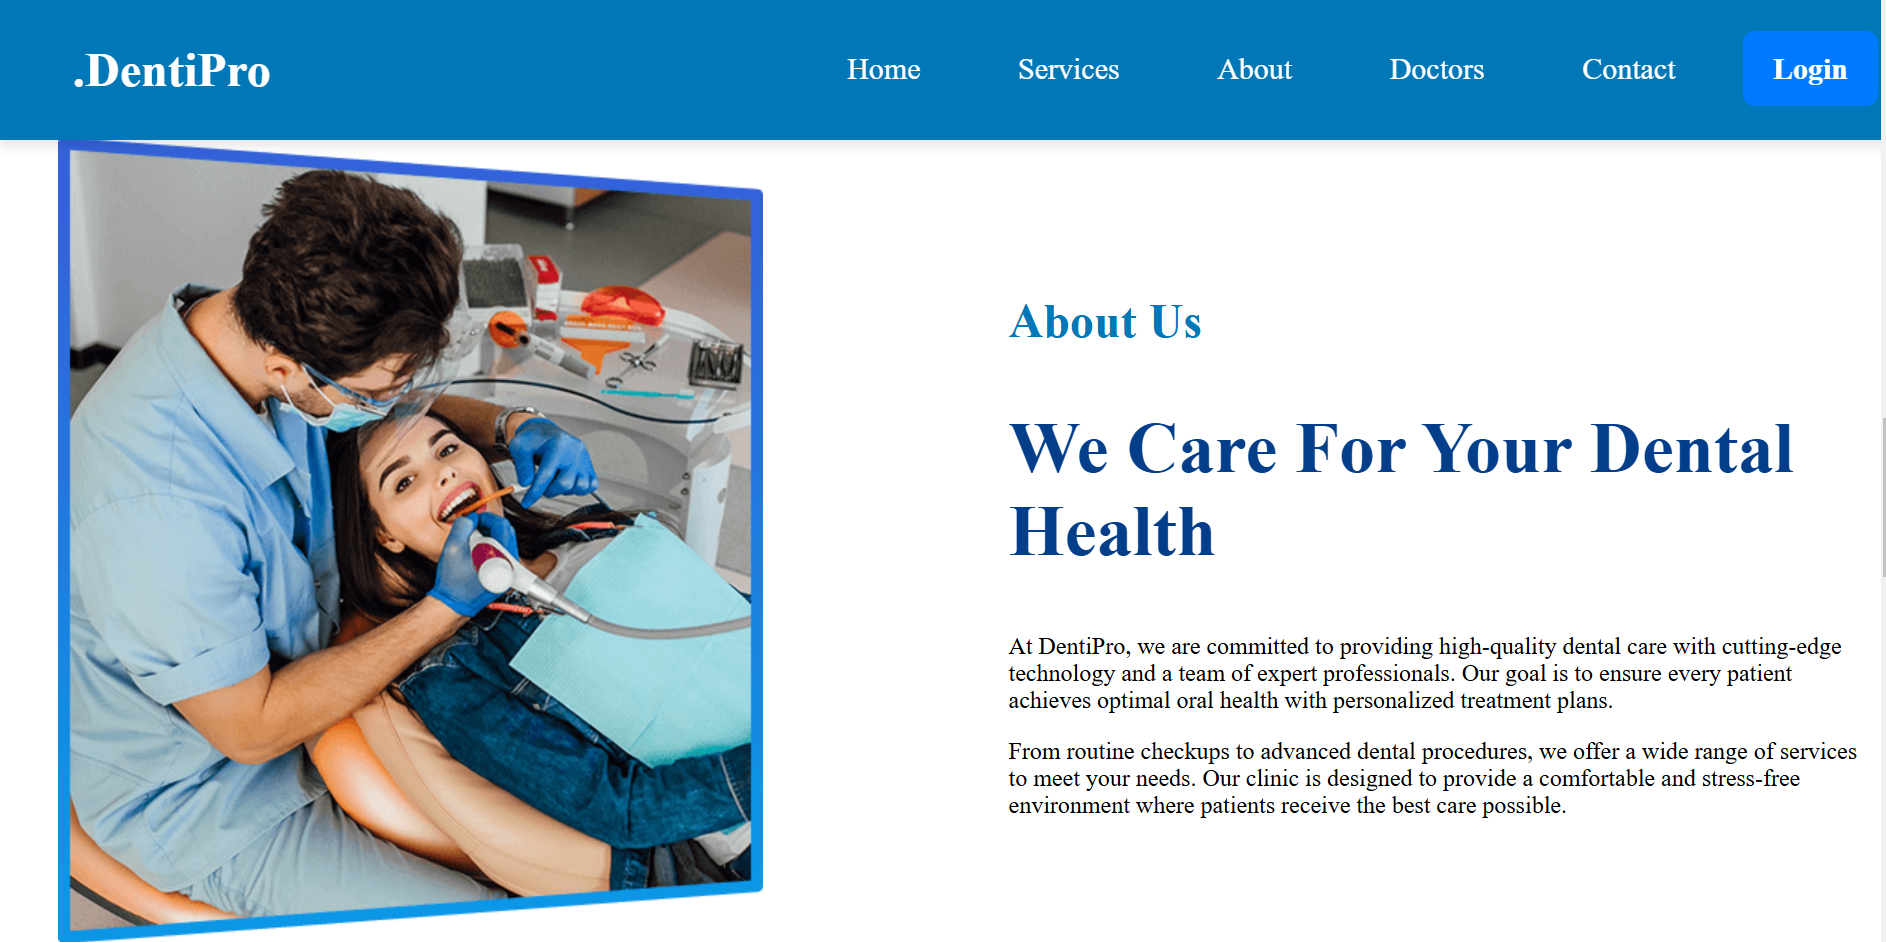 .DentiPro
Home
Services
About
Doctors
Contact
Login
About Us
We Care For Your Dental
Health
At DentiPro, we are committed to providing high-quality dental care with cutting-edge
technology and a team of expert professionals. Our goal is to ensure every patient
achieves optimal oral health with personalized treatment plans.
From routine checkups to advanced dental procedures, we offer a wide range of services
to meet your needs. Our clinic is designed to provide a comfortable and stress-free
environment where patients receive the best care possible.